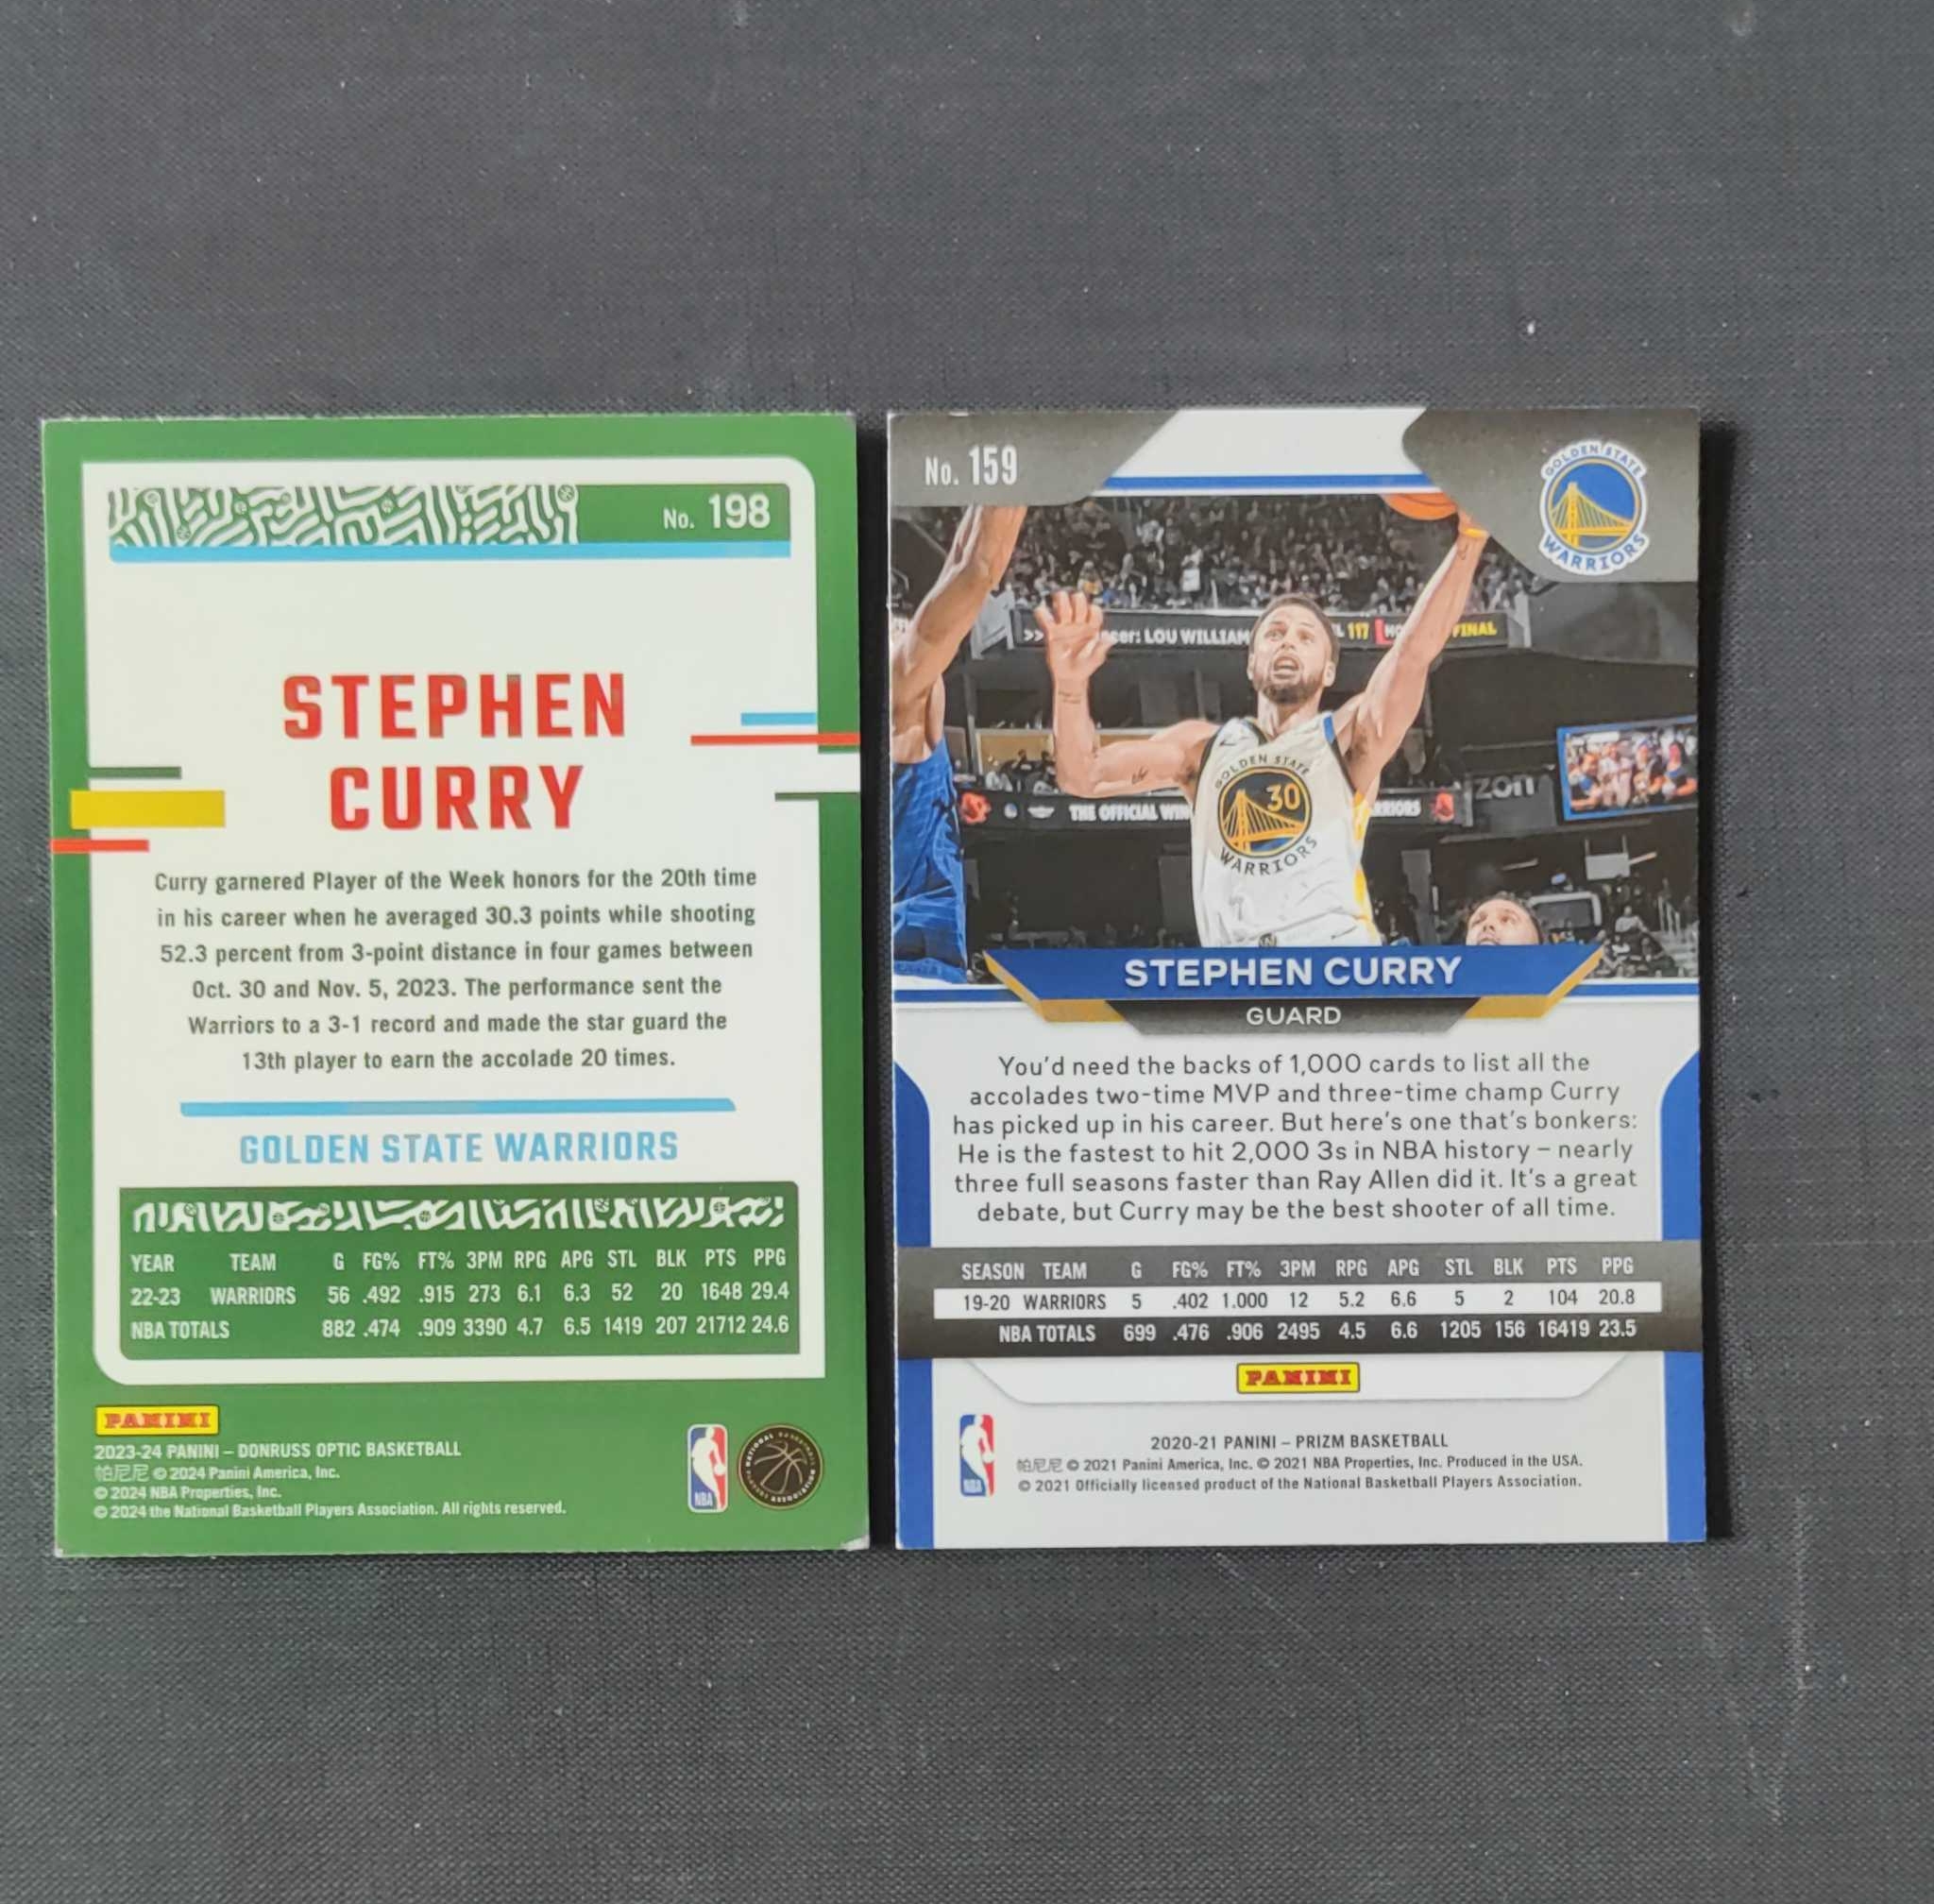 No. 198
STEPHEN
CURRY
Curry garnered Player of the Week honors for the 20th time
in his career when he averaged 30.3 points while shooting
52.3 percent from 3-point distance in four games between
Oct. 30 and Nov. 5, 2023. The performance sent the
Warriors to a 3-1 record and made the star guard the
13th player to earn the accolade 20 times.
GOLDEN STATE WARRIORS
YEAR TEAM G FG% FT% 3PM RPG APG STL BLK PTS PPG
22-23 WARRIORS 56 .492 .915 273 6.1 6.3 52 20 1648 29.4
NBA TOTALS 882 .474 .909 3390 4.7 6.5 1419 207 21712 24.6
PANINI
2023-24 PANINI – DONRUSS OPTIC BASKETBALL
帕尼尼 © 2024 Panini America, Inc.
© 2024 NBA Properties, Inc.
© 2024 the National Basketball Players Association. All rights reserved.
NBA
No. 159
GOLDEN STATE
WARRIORS
>> cer: LOU WILLIAM 117 FINAL
GOLDEN STATE
30
WARRIORS
THE OFFICIAL WIN RRIORS
izon
STEPHEN CURRY
GUARD
You'd need the backs of 1,000 cards to list all the
accolades two-time MVP and three-time champ Curry
has picked up in his career. But here's one that's bonkers:
He is the fastest to hit 2,000 3s in NBA history – nearly
three full seasons faster than Ray Allen did it. It's a great
debate, but Curry may be the best shooter of all time.
SEASON TEAM G FG% FT% 3PM RPG APG STL BLK PTS PPG
19-20 WARRIORS 5 .402 1.000 12 5.2 6.6 5 2 104 20.8
NBA TOTALS 699 .476 .906 2495 4.5 6.6 1205 156 16419 23.5
PANINI
NBA
2020-21 PANINI – PRIZM BASKETBALL
帕尼尼 © 2021 Panini America, Inc. © 2021 NBA Properties, Inc. Produced in the USA.
© 2021 Officially licensed product of the National Basketball Players Association.